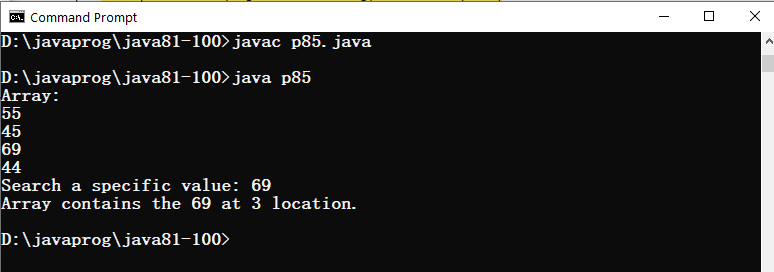 Command Prompt
D:\javaprog\java81-100>javac p85.java
D:\javaprog\java81-100>java p85
Array:
55
45
69
44
Search a specific value: 69
Array contains the 69 at 3 location.
D:\javaprog\java81-100>